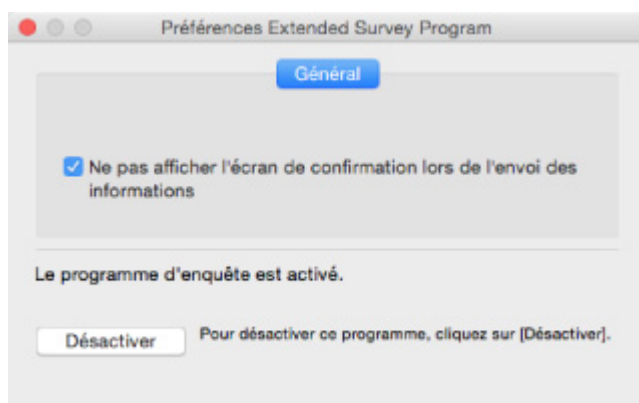 Préférences Extended Survey Program
Général
Ne pas afficher l'écran de confirmation lors de l'envoi des
informations
Le programme d'enquête est activé.
Désactiver
Pour désactiver ce programme, cliquez sur [Désactiver].